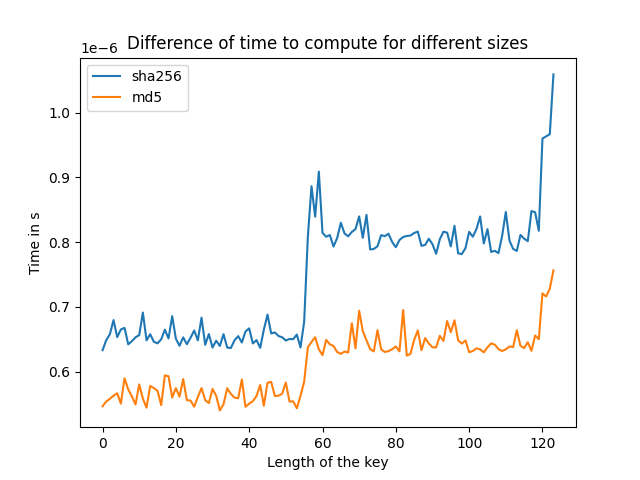 Difference of time to compute for different sizes
1e−6
sha256
md5
1.0
0.9
0.8
0.7
0.6
Time in s
0
20
40
60
80
100
120
Length of the key